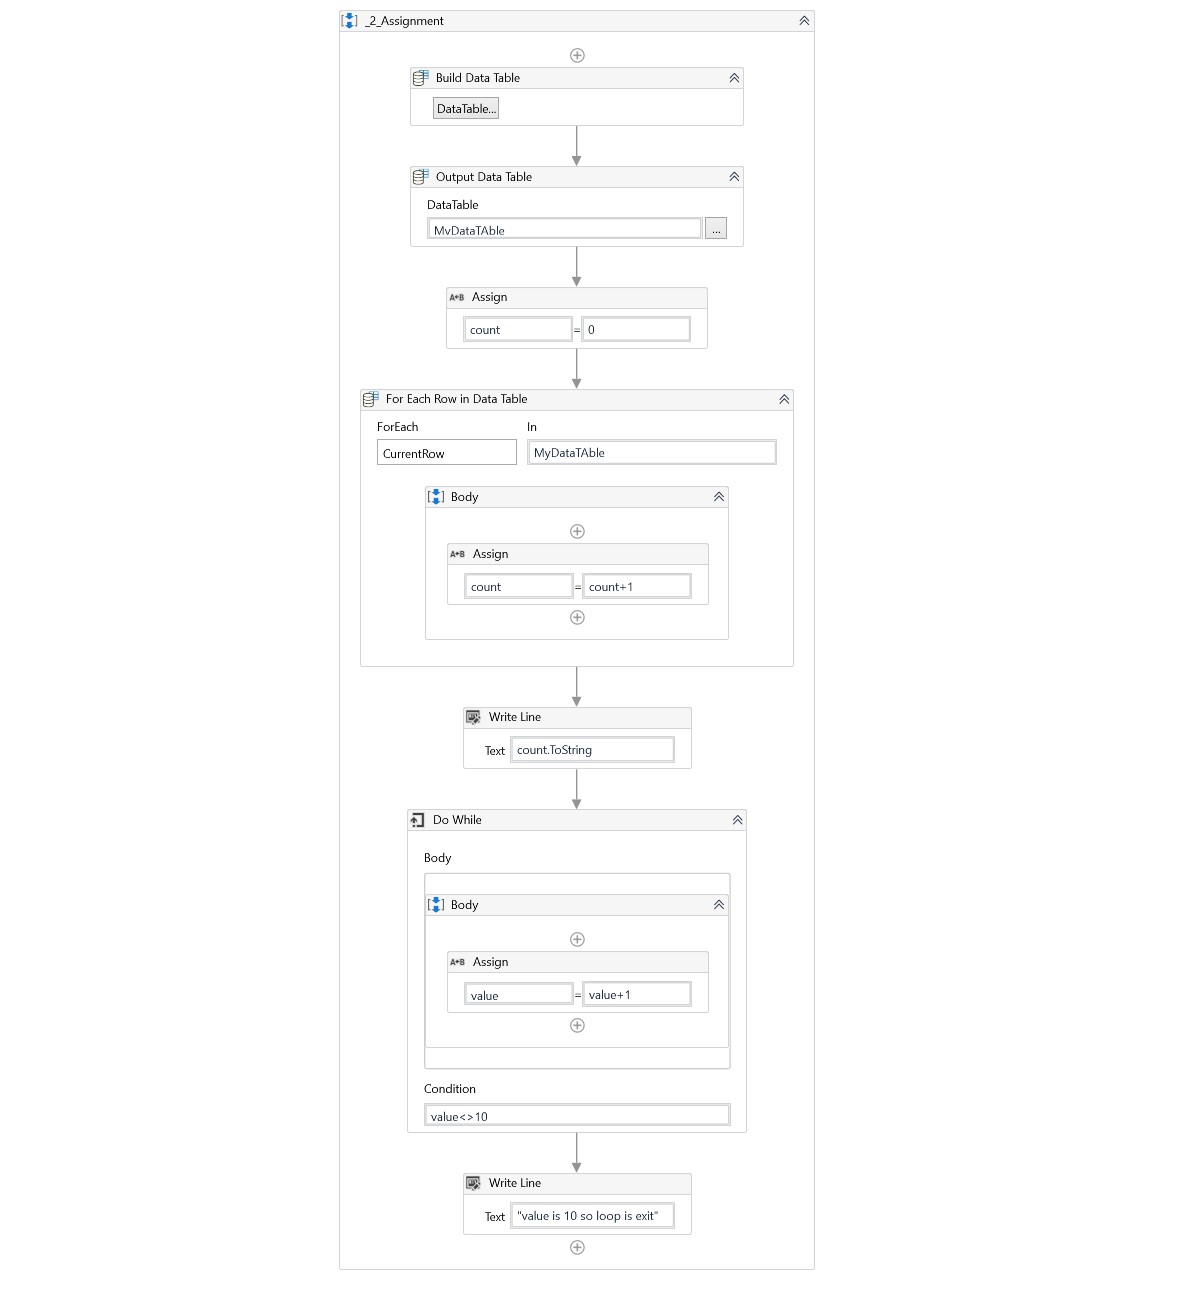 _2_Assignment
Build Data Table
DataTable...
Output Data Table
DataTable
MyDataTAble
...
A+B Assign
count = 0
For Each Row in Data Table
ForEach In
CurrentRow MyDataTAble
Body
A+B Assign
count = count+1
Write Line
Text count.ToString
Do While
Body
Body
A+B Assign
value = value+1
Condition
value<>10
Write Line
Text "value is 10 so loop is exit"